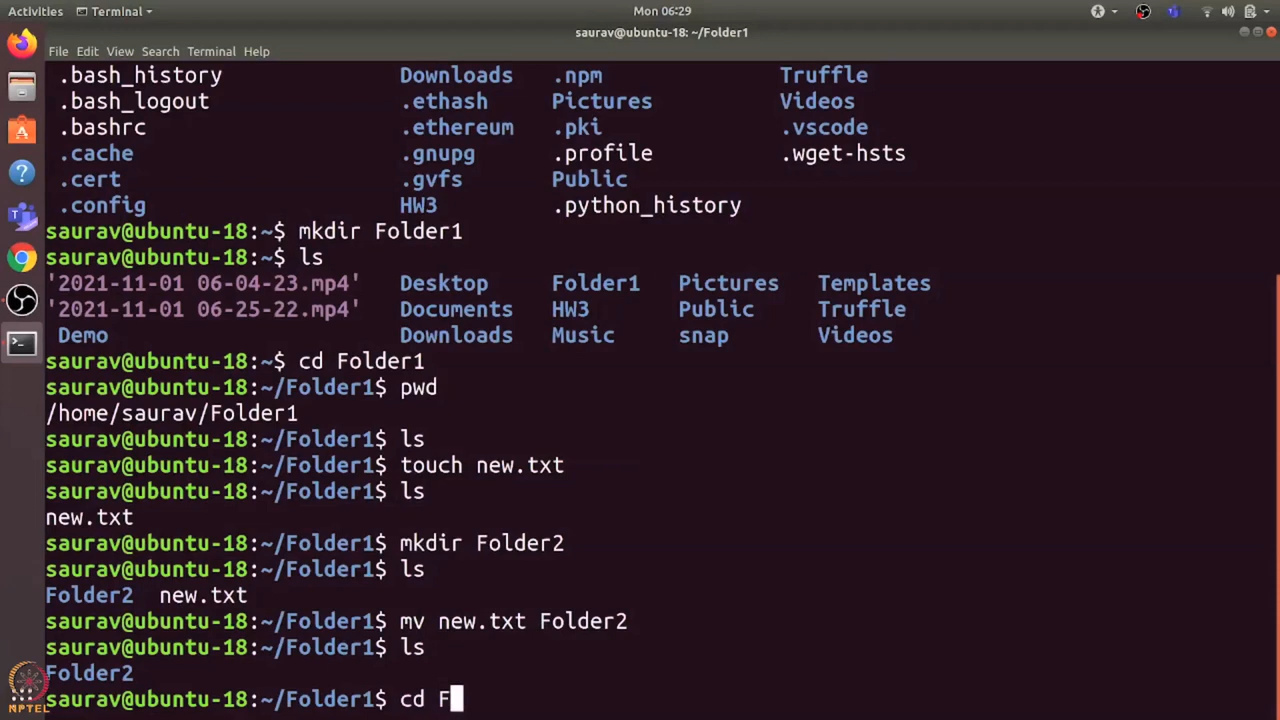 Activities Terminal Mon 06:29
saurav@ubuntu-18: ~/Folder1
File Edit View Search Terminal Help
.bash_history Downloads .npm Truffle
.bash_logout .ethash Pictures Videos
.bashrc .ethereum .pki .vscode
.cache .gnupg .profile .wget-hsts
.cert .gvfs Public
.config HW3 .python_history
saurav@ubuntu-18:~$ mkdir Folder1
saurav@ubuntu-18:~$ ls
'2021-11-01 06-04-23.mp4' Desktop Folder1 Pictures Templates
'2021-11-01 06-25-22.mp4' Documents HW3 Public Truffle
Demo Downloads Music snap Videos
saurav@ubuntu-18:~$ cd Folder1
saurav@ubuntu-18:~/Folder1$ pwd
/home/saurav/Folder1
saurav@ubuntu-18:~/Folder1$ ls
saurav@ubuntu-18:~/Folder1$ touch new.txt
saurav@ubuntu-18:~/Folder1$ ls
new.txt
saurav@ubuntu-18:~/Folder1$ mkdir Folder2
saurav@ubuntu-18:~/Folder1$ ls
Folder2 new.txt
saurav@ubuntu-18:~/Folder1$ mv new.txt Folder2
saurav@ubuntu-18:~/Folder1$ ls
Folder2
saurav@ubuntu-18:~/Folder1$ cd F
NPTEL